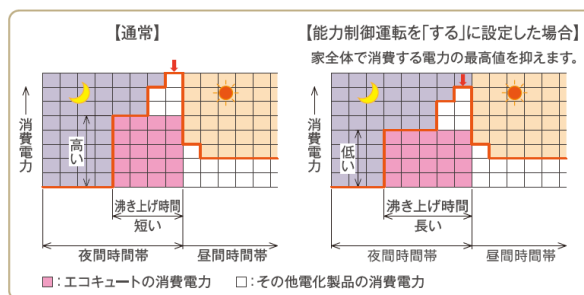 【通常】
【能力制御運転を「する」に設定した場合】
家全体で消費する電力の最高値を抑えます。
消費電力
高い
沸き上げ時間
短い
夜間時間帯
昼間時間帯
消費電力
低い
沸き上げ時間
長い
夜間時間帯
昼間時間帯
:エコキュートの消費電力
:その他電化製品の消費電力